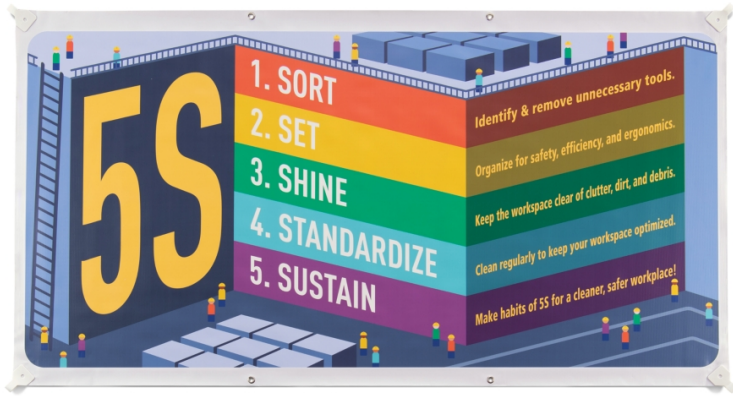 5S
1. SORT
2. SET
3. SHINE
4. STANDARDIZE
5. SUSTAIN
Identify & remove unnecessary tools.
Organize for safety, efficiency, and ergonomics.
Keep the workspace clear of clutter, dirt, and debris.
Clean regularly to keep your workspace optimized.
Make habits of 5S for a cleaner, safer workplace!